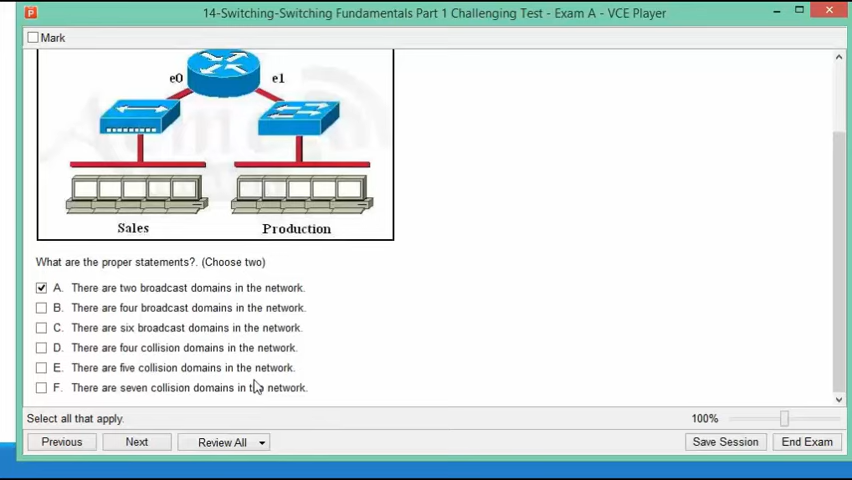 14-Switching-Switching Fundamentals Part 1 Challenging Test - Exam A - VCE Player
Mark
e0 e1
Sales Production
What are the proper statements?. (Choose two)
A. There are two broadcast domains in the network.
B. There are four broadcast domains in the network.
C. There are six broadcast domains in the network.
D. There are four collision domains in the network.
E. There are five collision domains in the network.
F. There are seven collision domains in the network.
Select all that apply.
100%
Previous Next Review All Save Session End Exam